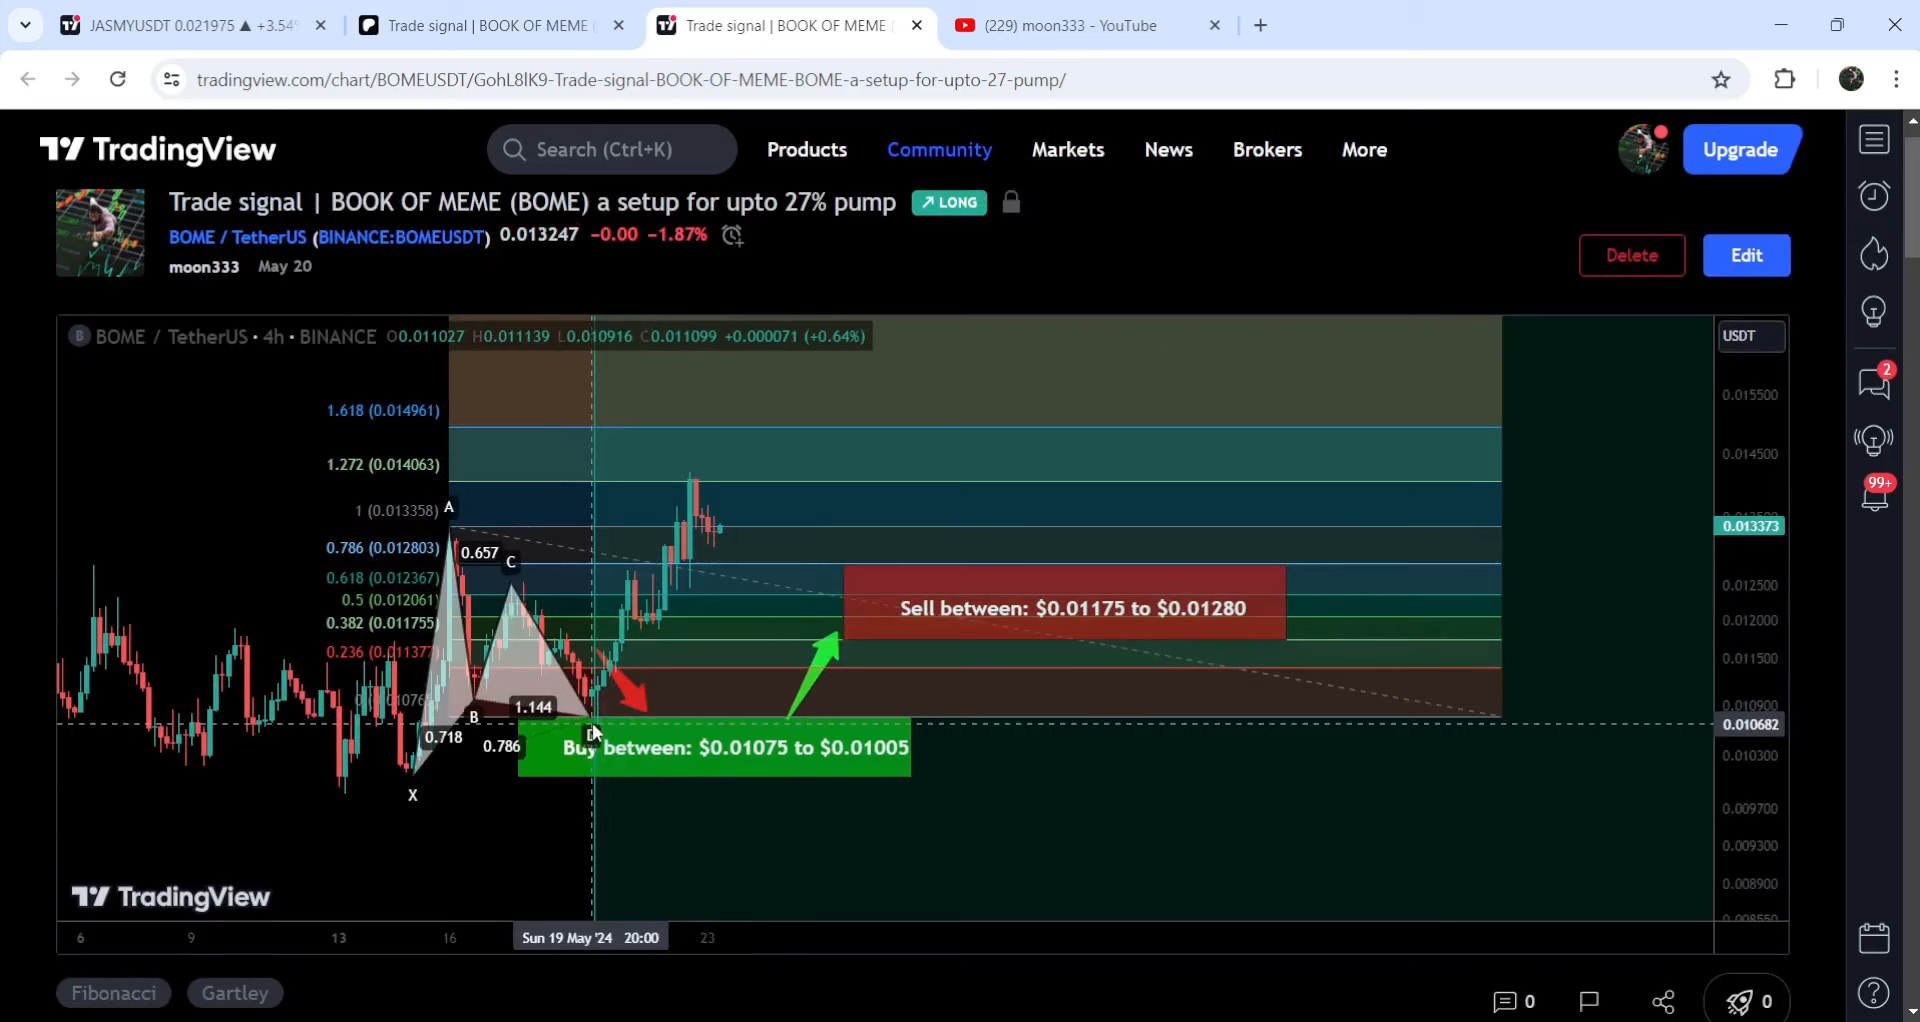 JASMYUSDT 0.021975 ▲ +3.54%
Trade signal | BOOK OF MEME (
Trade signal | BOOK OF MEME (
(229) moon333 - YouTube
tradingview.com/chart/BOMEUSDT/GohL8lK9-Trade-signal-BOOK-OF-MEME-BOME-a-setup-for-upto-27-pump/
TradingView
Search (Ctrl+K)
Products
Community
Markets
News
Brokers
More
Upgrade
Trade signal | BOOK OF MEME (BOME) a setup for upto 27% pump
LONG
BOME / TetherUS (BINANCE:BOMEUSDT) 0.013247 −0.00 −1.87%
moon333 May 20
Delete
Edit
B BOME / TetherUS • 4h • BINANCE O0.011027 H0.011139 L0.010916 C0.011099 +0.000071 (+0.64%)
USDT
0.015500
1.618 (0.014961)
1.272 (0.014063)
0.014500
1 (0.013358)
A
0.013373
0.786 (0.012803)
0.657
C
0.618 (0.012367)
0.012500
0.5 (0.012061)
Sell between: $0.01175 to $0.01280
0.382 (0.011755)
0.012000
0.236 (0.011377)
0.011500
0.010900
1.144
B
0.010682
0.718
0.786
Buy between: $0.01075 to $0.01005
0.010300
X
0.009700
0.009300
0.008900
TradingView
6
9
13
16
Sun 19 May '24 20:00
23
Fibonacci
Gartley
0
0
2
99+